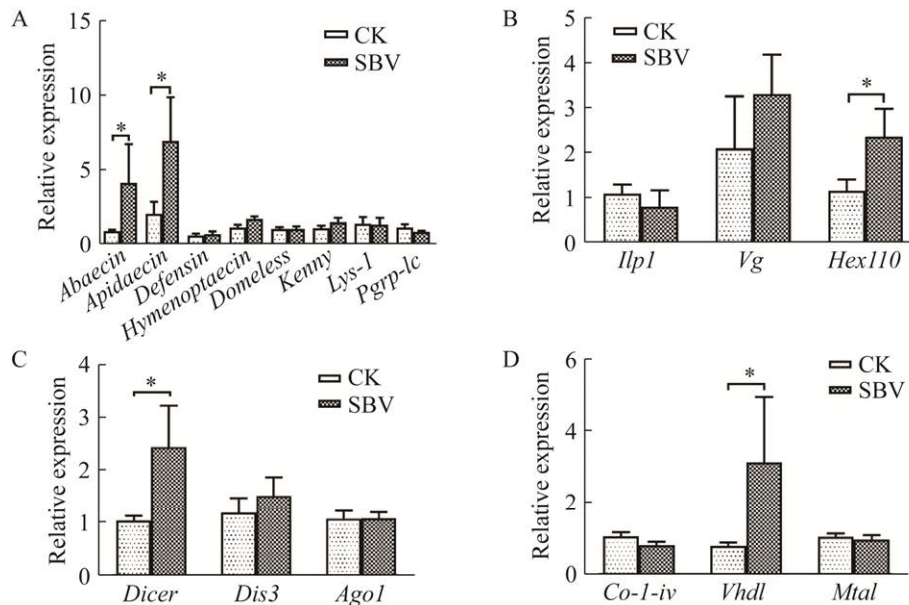 A
Relative expression
15
10
5
0
CK
SBV
*
*
Abaecin
Apidaecin
Defensin
Hymenoptaecin
Domeless
Kenny
Lys-1
Pgrp-lc
B
Relative expression
5
4
3
2
1
0
CK
SBV
*
Ilp1
Vg
Hex110
C
Relative expression
4
3
2
1
0
CK
SBV
*
Dicer
Dis3
Ago1
D
Relative expression
6
4
2
0
CK
SBV
*
Co-1-iv
Vhdl
Mtal